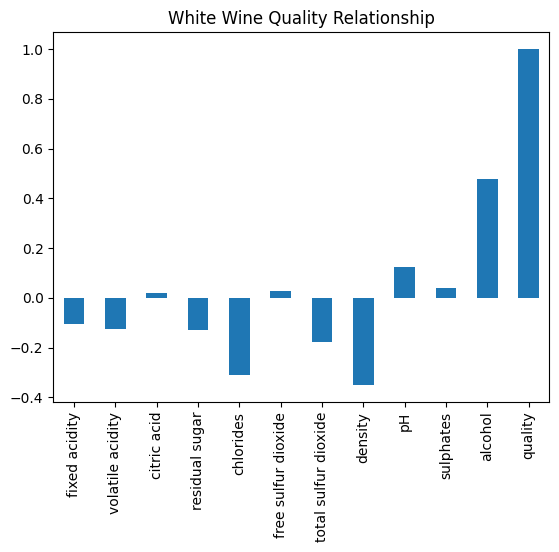 White Wine Quality Relationship
1.0
0.8
0.6
0.4
0.2
0.0
−0.2
−0.4
fixed acidity
volatile acidity
citric acid
residual sugar
chlorides
free sulfur dioxide
total sulfur dioxide
density
pH
sulphates
alcohol
quality